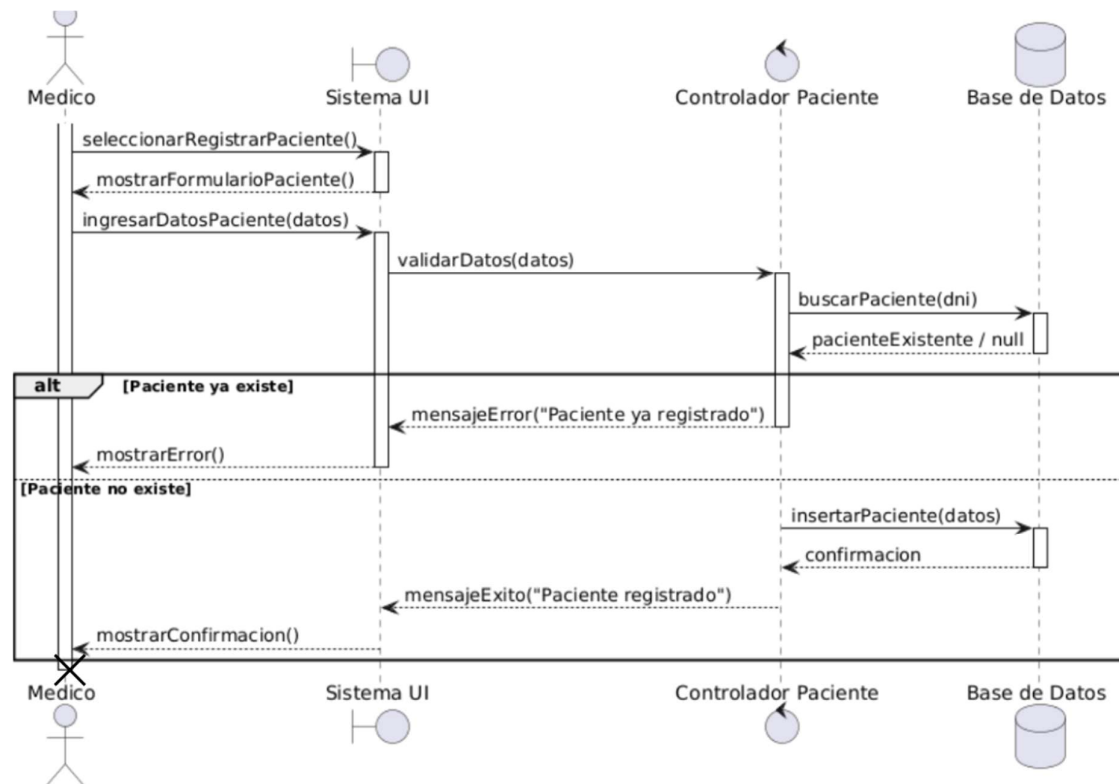 Medico Sistema UI Controlador Paciente Base de Datos
seleccionarRegistrarPaciente()
mostrarFormularioPaciente()
ingresarDatosPaciente(datos)
validarDatos(datos)
buscarPaciente(dni)
pacienteExistente / null
alt [Paciente ya existe]
mensajeError("Paciente ya registrado")
mostrarError()
[Paciente no existe]
insertarPaciente(datos)
confirmacion
mensajeExito("Paciente registrado")
mostrarConfirmacion()
Medico Sistema UI Controlador Paciente Base de Datos